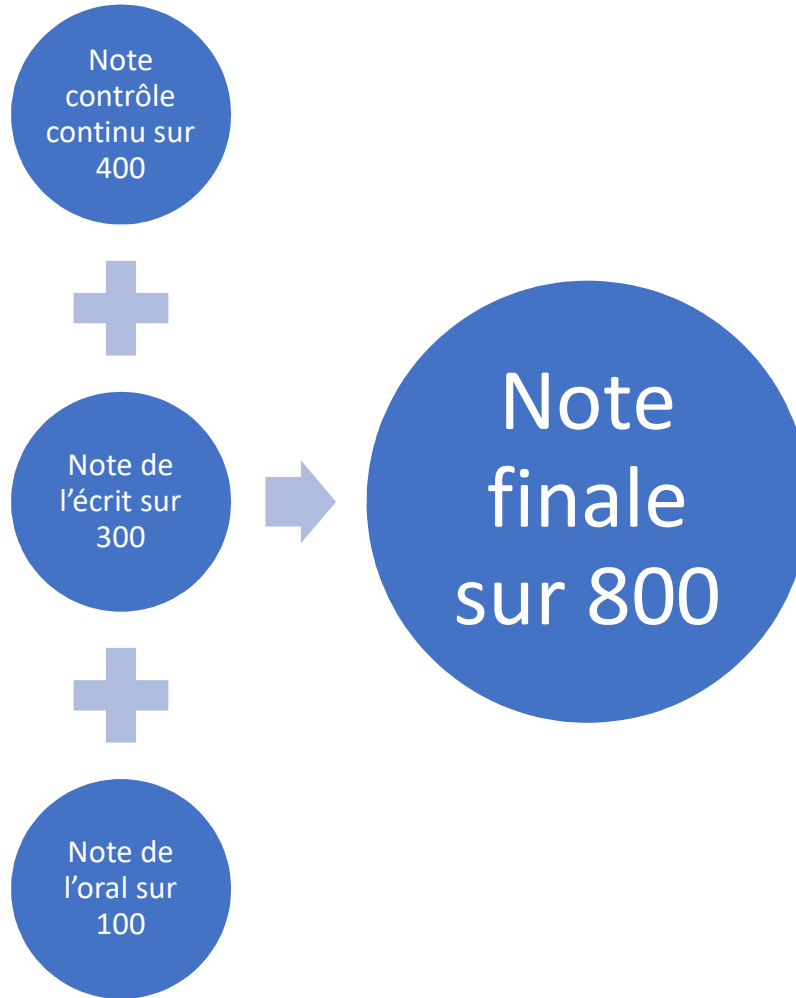 Note
contrôle
continu sur
400
Note de
l’écrit sur
300
Note de
l’oral sur
100
Note
finale
sur 800